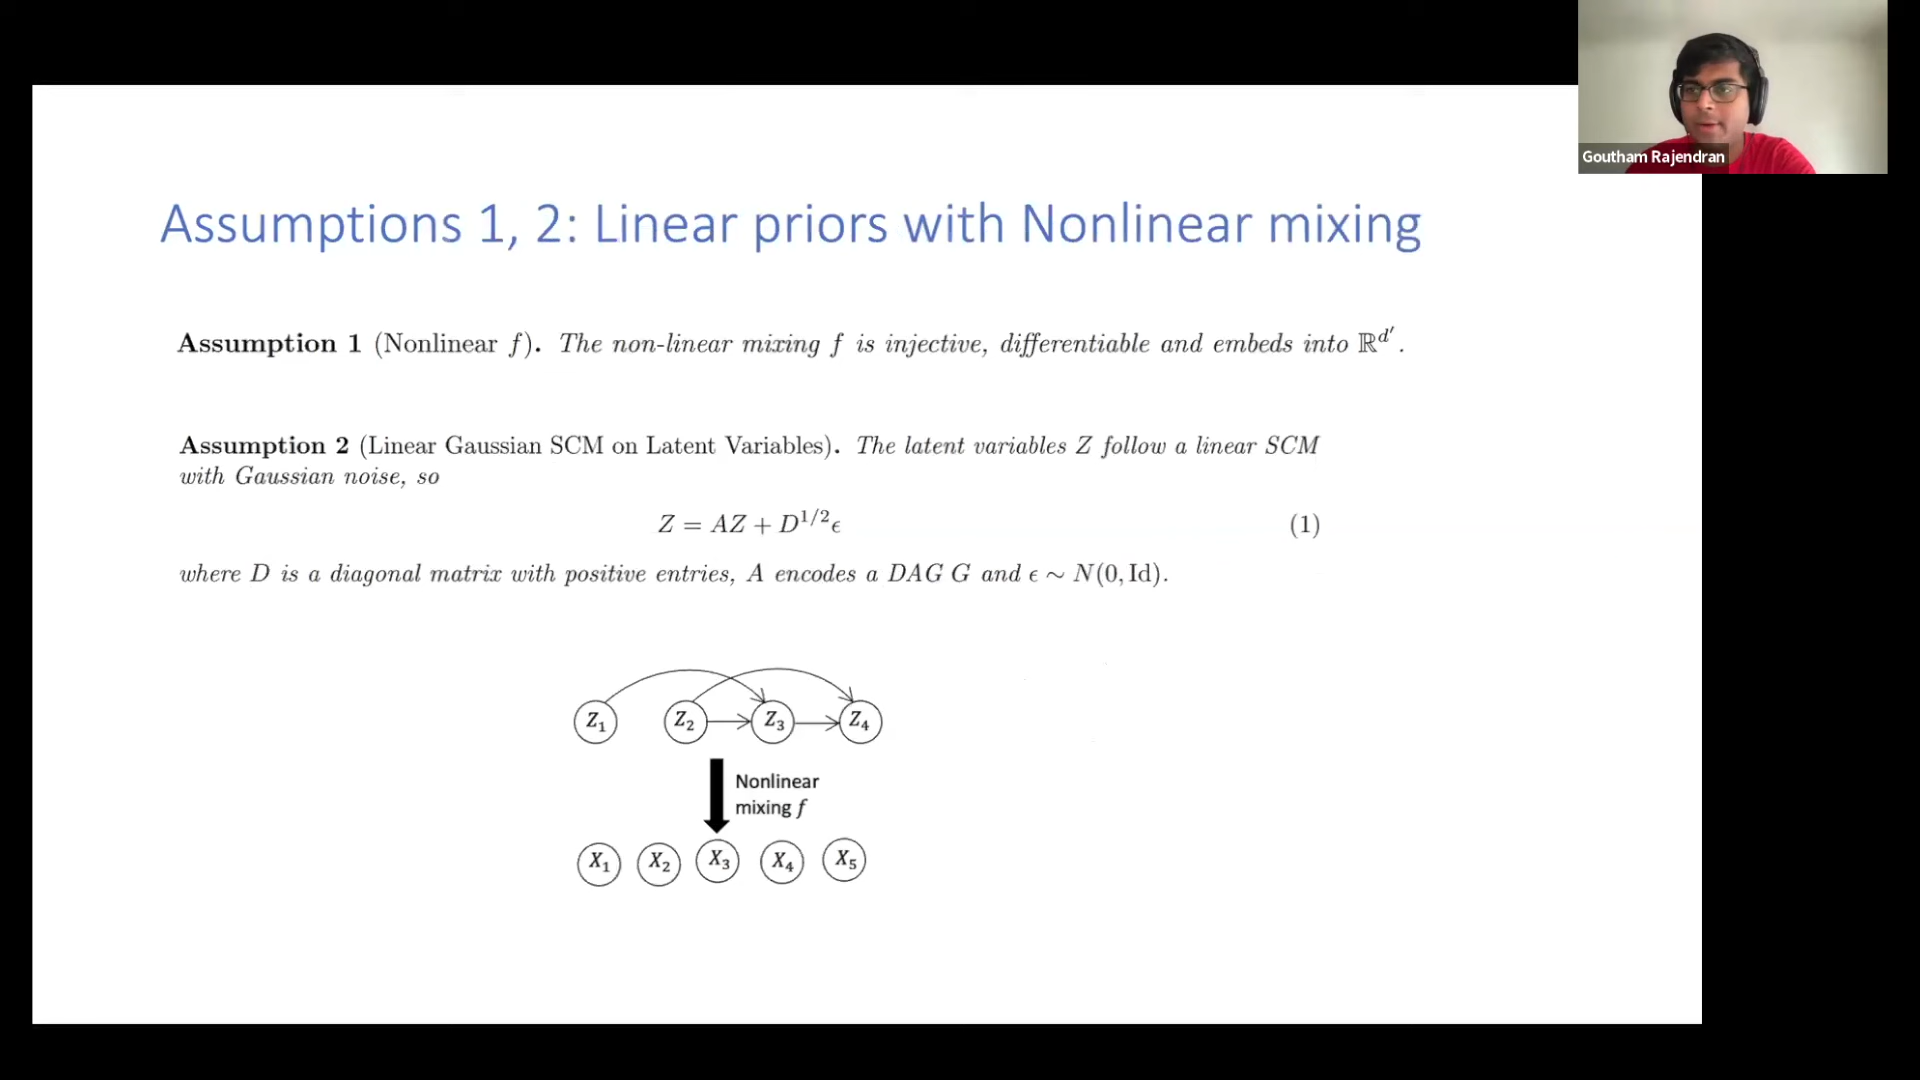 Goutham Rajendran
Assumptions 1, 2: Linear priors with Nonlinear mixing
Assumption 1 (Nonlinear f). The non-linear mixing f is injective, differentiable and embeds into ℝ^{d′}.
Assumption 2 (Linear Gaussian SCM on Latent Variables). The latent variables Z follow a linear SCM
with Gaussian noise, so
Z = AZ + D^{1/2}ϵ (1)
where D is a diagonal matrix with positive entries, A encodes a DAG G and ϵ ∼ N(0, Id).
Z₁ Z₂ Z₃ Z₄
Nonlinear
mixing f
X₁ X₂ X₃ X₄ X₅